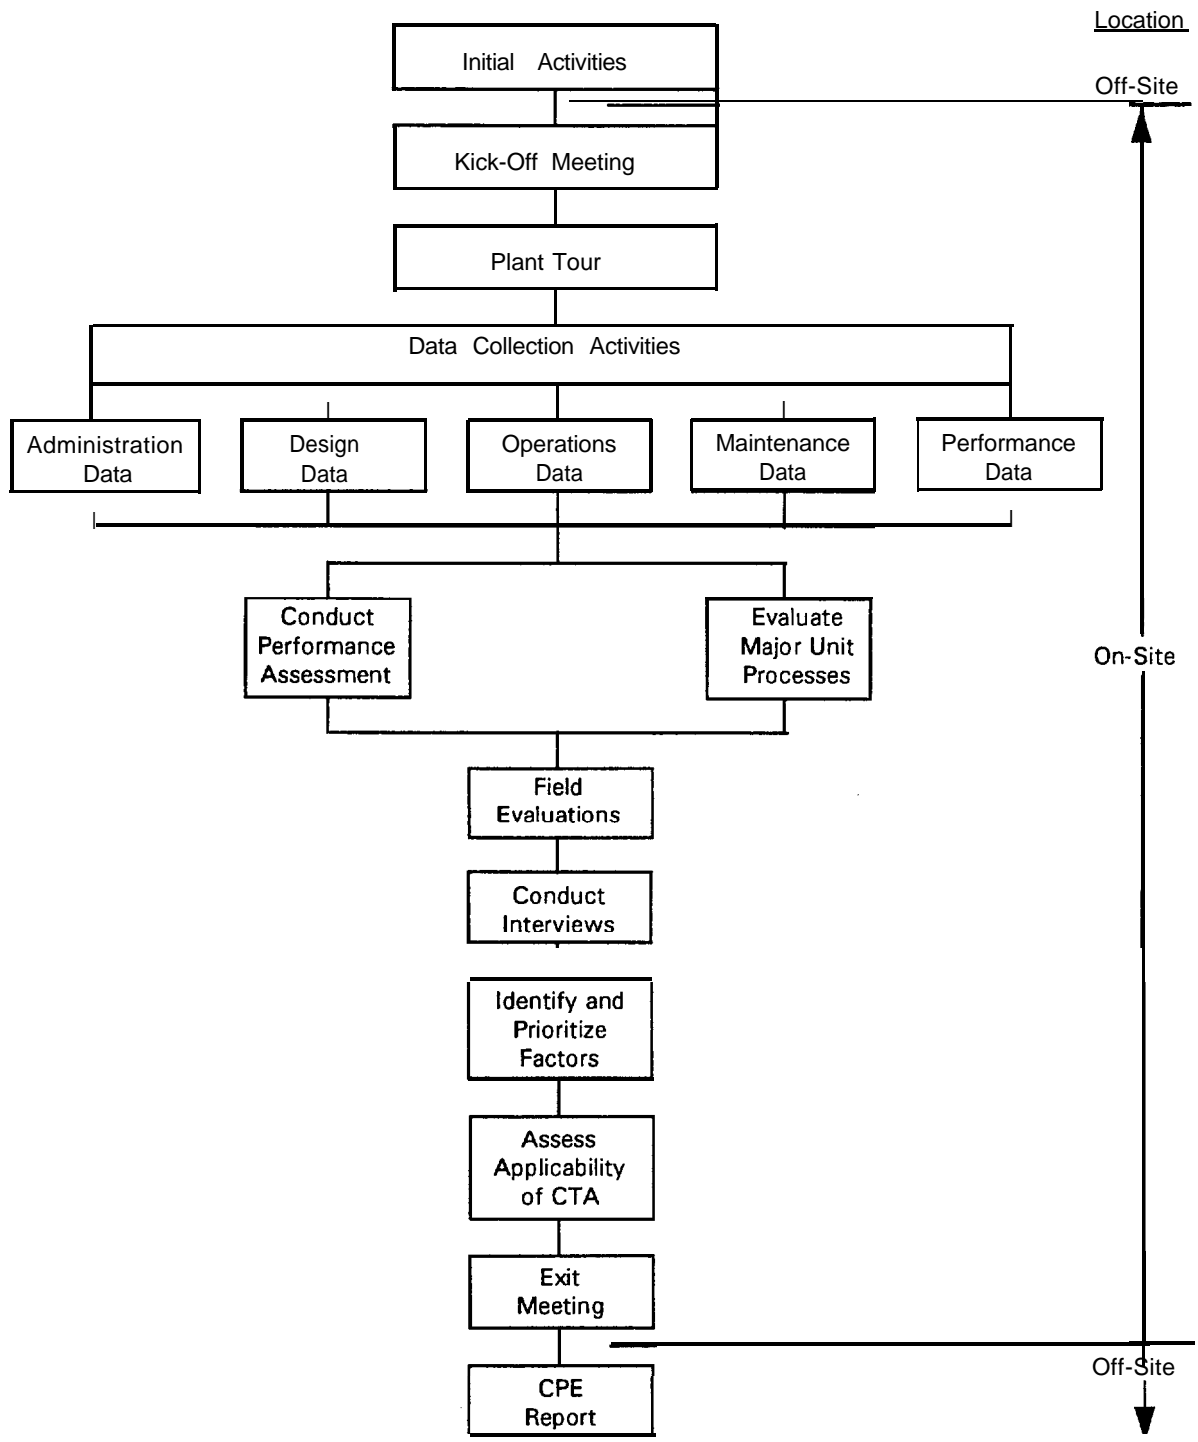 Location
Initial Activities
Off-Site
Kick-Off Meeting
Plant Tour
Data Collection Activities
Administration
Data
Design
Data
Operations
Data
Maintenance
Data
Performance
Data
Conduct
Performance
Assessment
Evaluate
Major Unit
Processes
On-Site
Field
Evaluations
Conduct
Interviews
Identify and
Prioritize
Factors
Assess
Applicability
of CTA
Exit
Meeting
Off-Site
CPE
Report